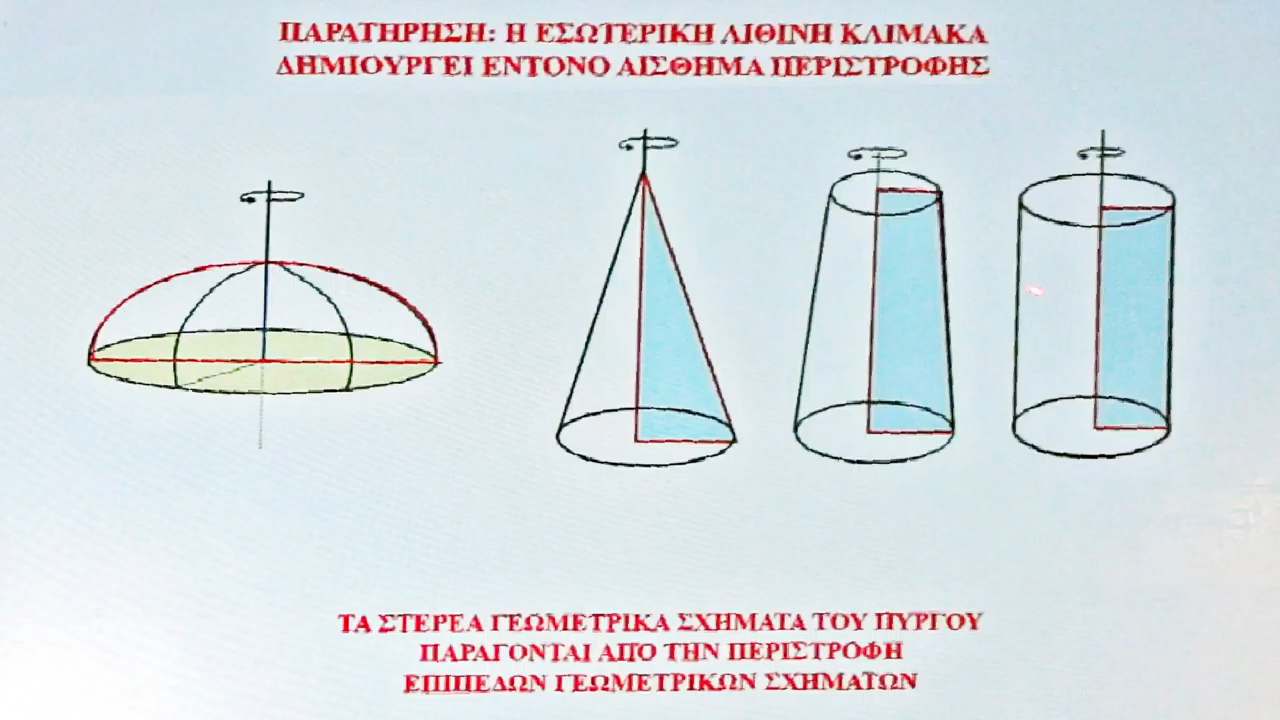 ΠΑΡΑΤΗΡΗΣΗ: Η ΕΣΩΤΕΡΙΚΗ ΛΙΘΙΝΗ ΚΛΙΜΑΚΑ
ΔΗΜΙΟΥΡΓΕΙ ΕΝΤΟΝΟ ΑΙΣΘΗΜΑ ΠΕΡΙΣΤΡΟΦΗΣ
ΤΑ ΣΤΕΡΕΑ ΓΕΩΜΕΤΡΙΚΑ ΣΧΗΜΑΤΑ ΤΟΥ ΠΥΡΓΟΥ
ΠΑΡΑΓΟΝΤΑΙ ΑΠΟ ΤΗΝ ΠΕΡΙΣΤΡΟΦΗ
ΕΠΙΠΕΔΩΝ ΓΕΩΜΕΤΡΙΚΩΝ ΣΧΗΜΑΤΩΝ